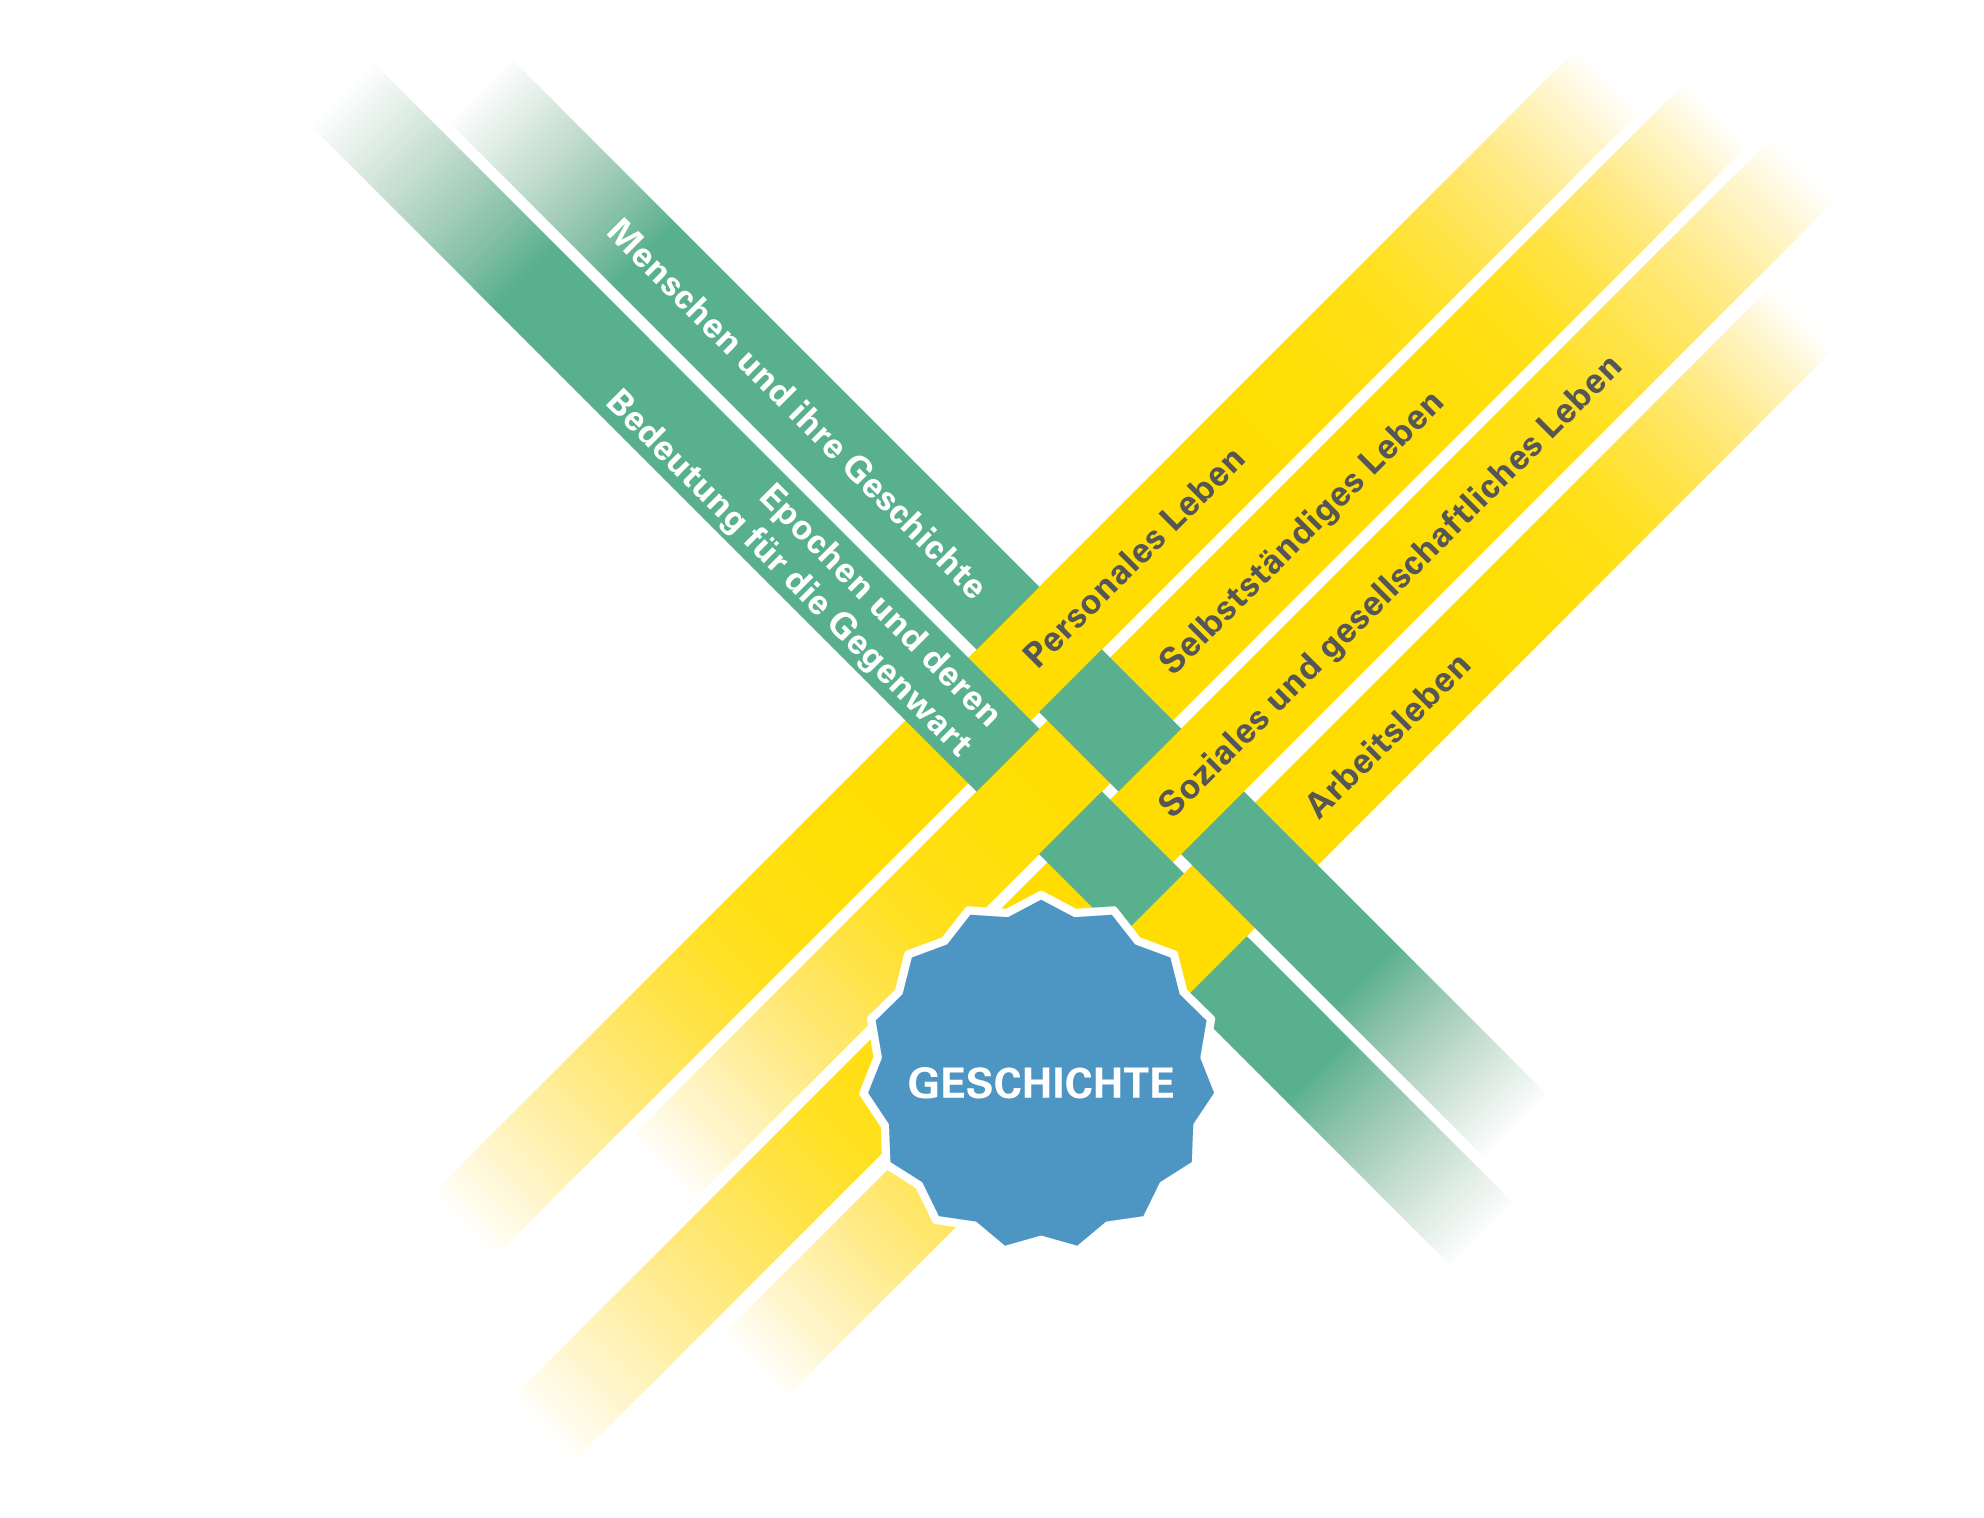 Menschen und ihre Geschichte
Epochen und deren
Bedeutung für die Gegenwart
Personales Leben
Selbstständiges Leben
Soziales und gesellschaftliches Leben
Arbeitsleben
GESCHICHTE